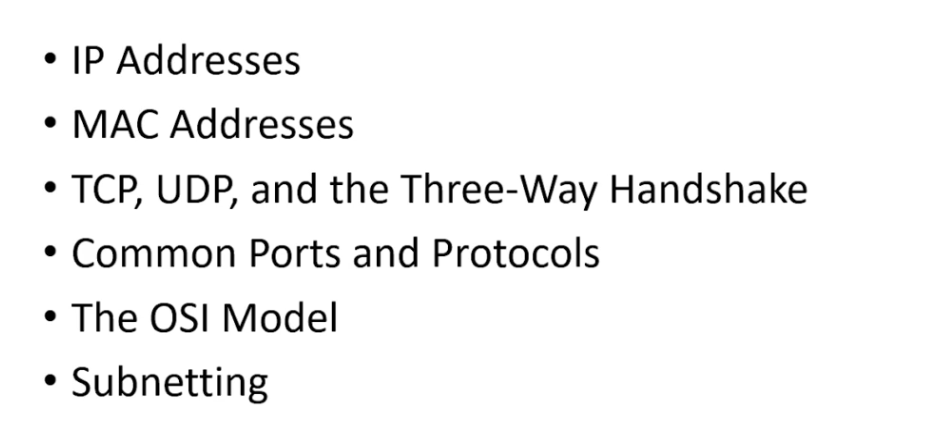 • IP Addresses
• MAC Addresses
• TCP, UDP, and the Three-Way Handshake
• Common Ports and Protocols
• The OSI Model
• Subnetting